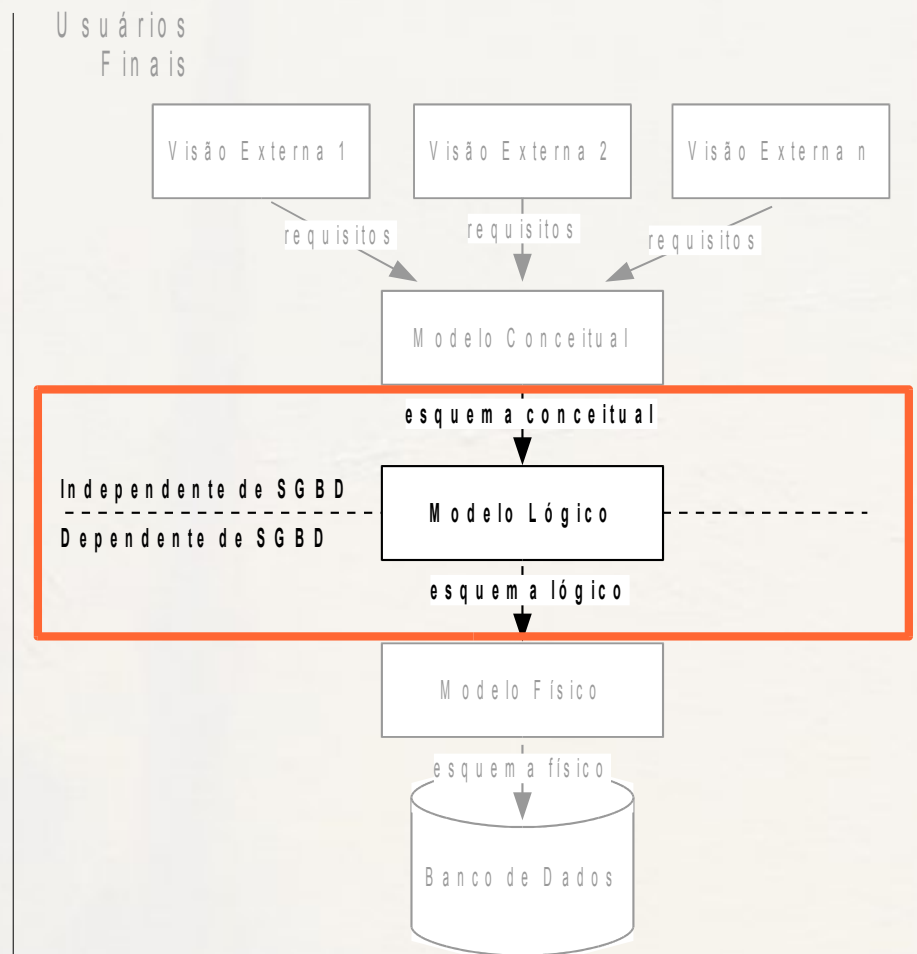 Usuários
Finais
Visão Externa 1
Visão Externa 2
Visão Externa n
requisitos
requisitos
requisitos
Modelo Conceitual
esquema conceitual
Independente de SGBD
Modelo Lógico
Dependente de SGBD
esquema lógico
Modelo Físico
esquema físico
Banco de Dados